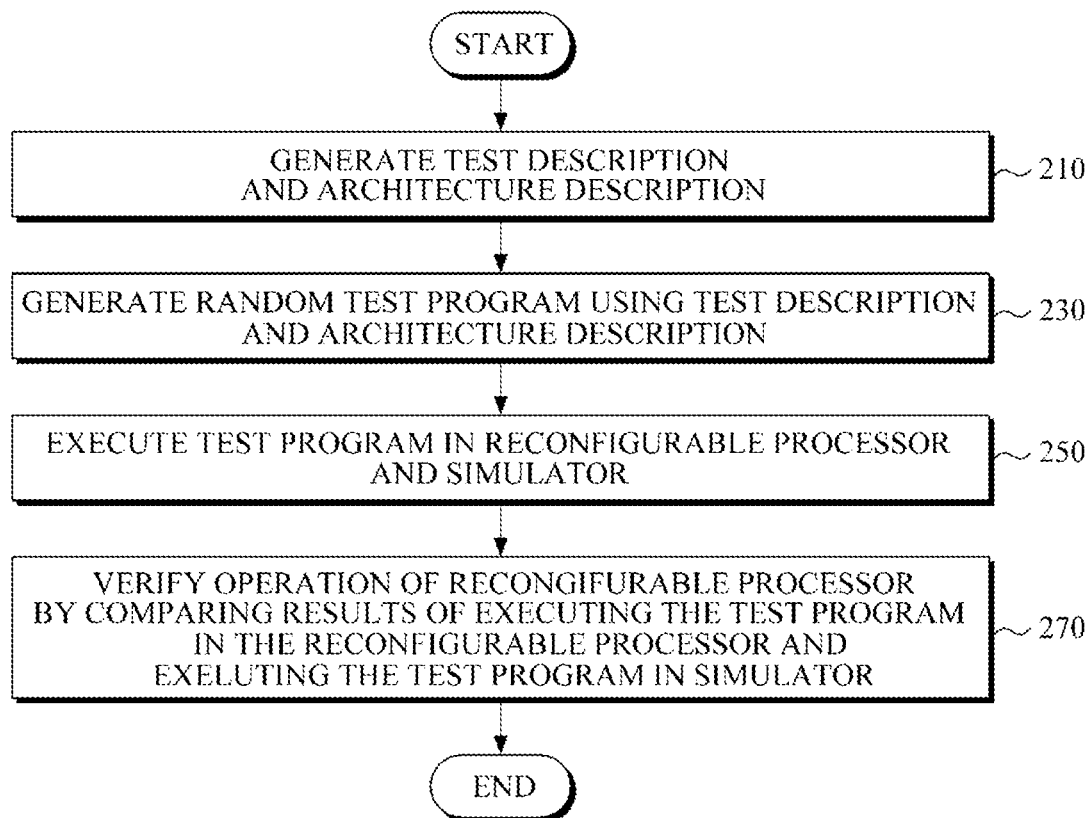 START
GENERATE TEST DESCRIPTION
AND ARCHITECTURE DESCRIPTION
210
GENERATE RANDOM TEST PROGRAM USING TEST DESCRIPTION
AND ARCHITECTURE DESCRIPTION
230
EXECUTE TEST PROGRAM IN RECONFIGURABLE PROCESSOR
AND SIMULATOR
250
VERIFY OPERATION OF RECONGIFURABLE PROCESSOR
BY COMPARING RESULTS OF EXECUTING THE TEST PROGRAM
IN THE RECONFIGURABLE PROCESSOR AND
EXELUTING THE TEST PROGRAM IN SIMULATOR
270
END